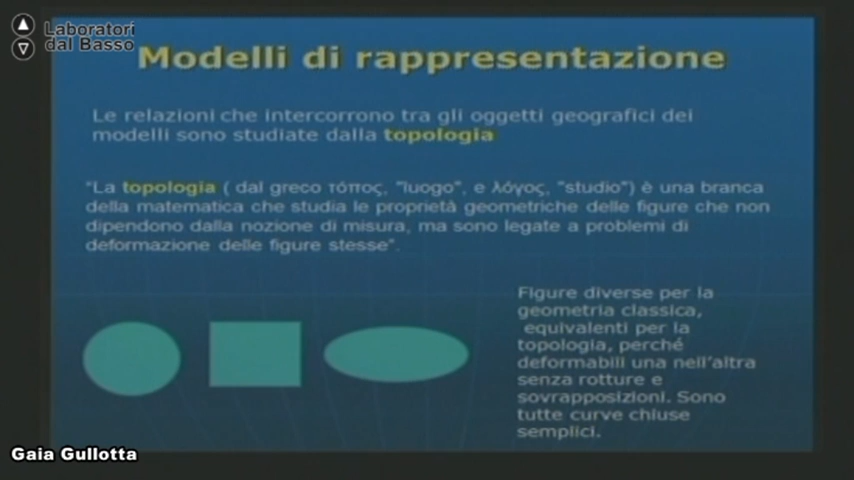 Laboratori
dal Basso
Modelli di rappresentazione
Le relazioni che intercorrono tra gli oggetti geografici dei
modelli sono studiate dalla topologia
"La topologia ( dal greco τόπος, "luogo", e λόγος, "studio") è una branca
della matematica che studia le proprietà geometriche delle figure che non
dipendono dalla nozione di misura, ma sono legate a problemi di
deformazione delle figure stesse".
Figure diverse per la
geometria classica,
equivalenti per la
topologia, perché
deformabili una nell'altra
senza rotture e
sovrapposizioni. Sono
tutte curve chiuse
semplici.
Gaia Gullotta